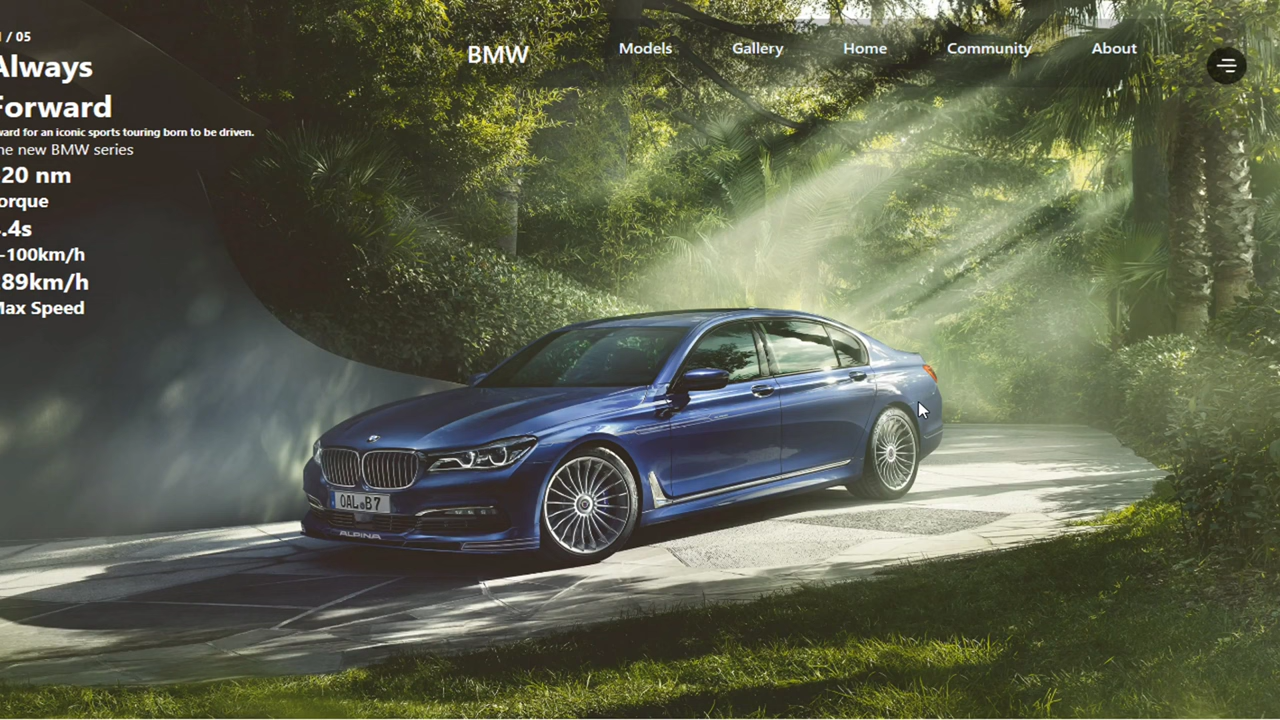 / 05
Always
Forward
ward for an iconic sports touring born to be driven.
he new BMW series
20 nm
orque
.4s
-100km/h
89km/h
Max Speed
BMW
Models
Gallery
Home
Community
About
OAL B7
ALPINA